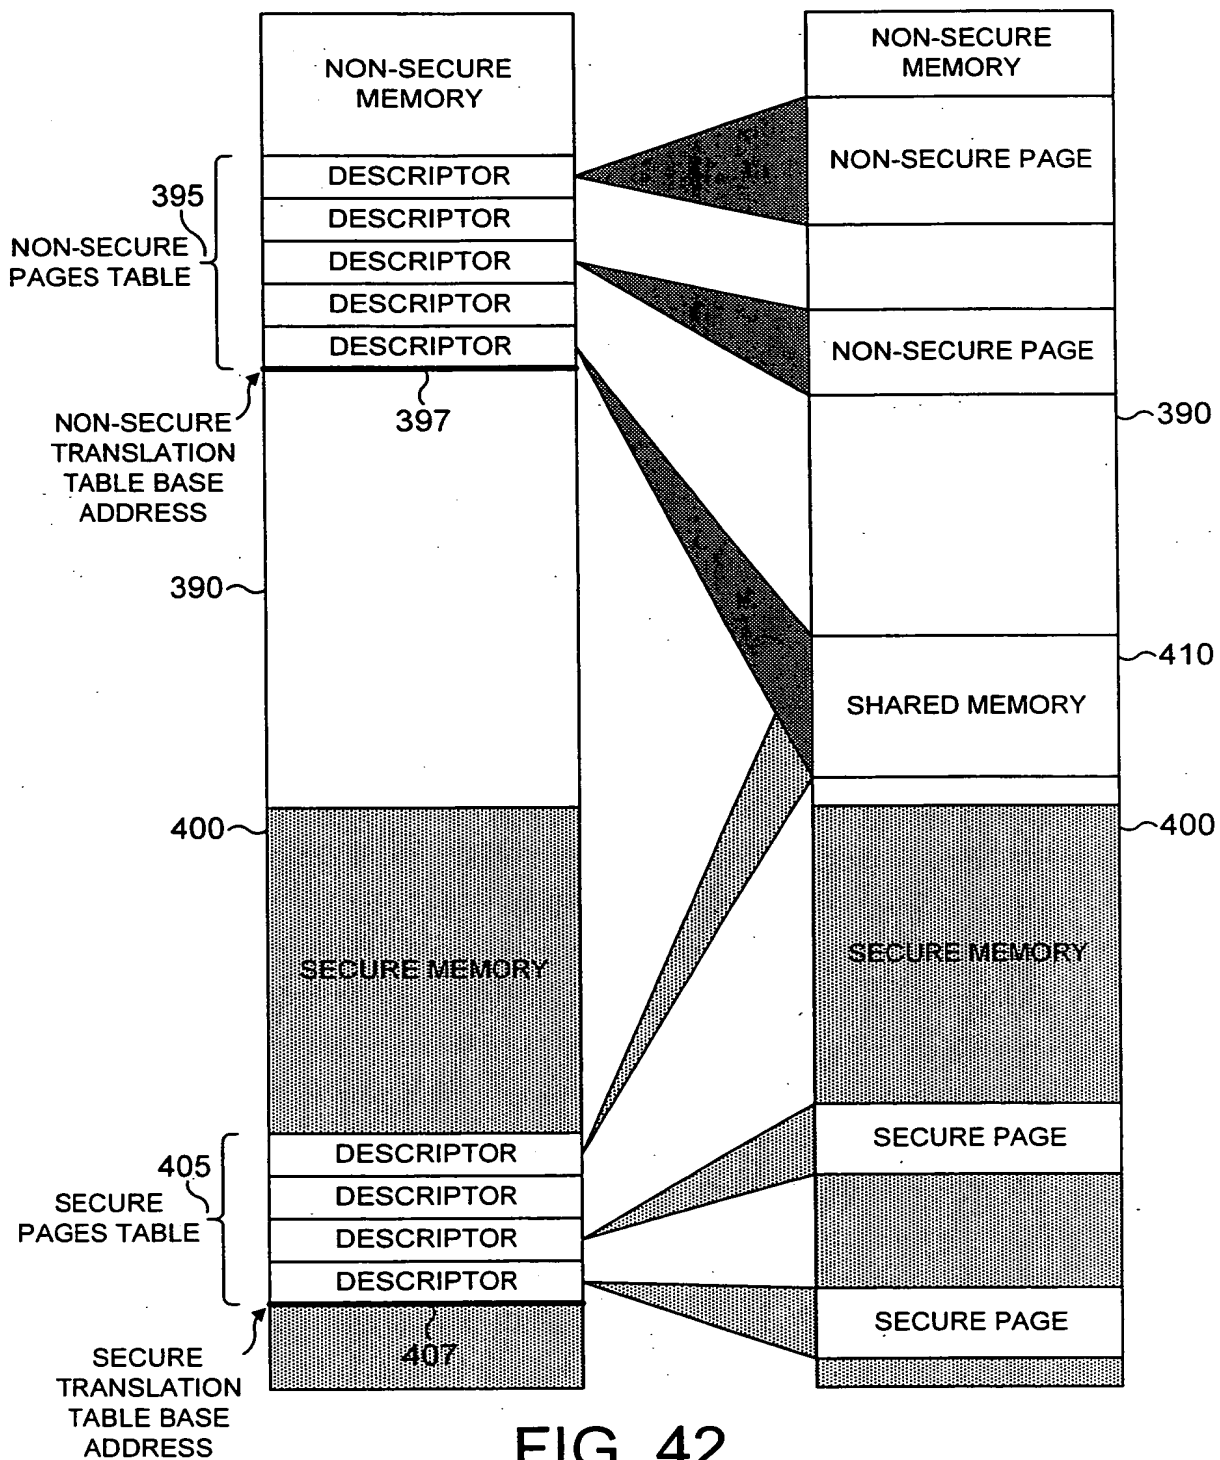 NON-SECURE
MEMORY
DESCRIPTOR
DESCRIPTOR
DESCRIPTOR
DESCRIPTOR
DESCRIPTOR
395
NON-SECURE
PAGES TABLE
397
NON-SECURE
TRANSLATION
TABLE BASE
ADDRESS
390
400
SECURE MEMORY
DESCRIPTOR
DESCRIPTOR
DESCRIPTOR
DESCRIPTOR
405
SECURE
PAGES TABLE
407
SECURE
TRANSLATION
TABLE BASE
ADDRESS
NON-SECURE
MEMORY
NON-SECURE PAGE
NON-SECURE PAGE
390
410
SHARED MEMORY
400
SECURE MEMORY
SECURE PAGE
SECURE PAGE
FIG. 42